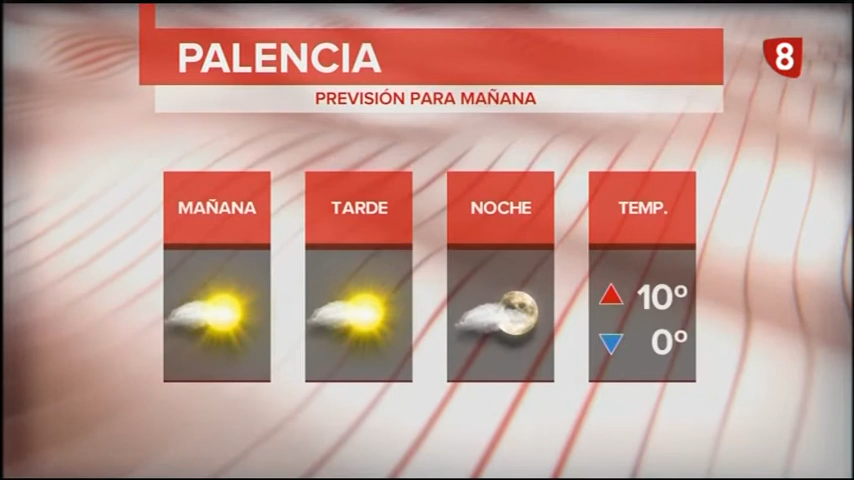 PALENCIA
8
PREVISIÓN PARA MAÑANA
MAÑANA
TARDE
NOCHE
TEMP.
10º
0º